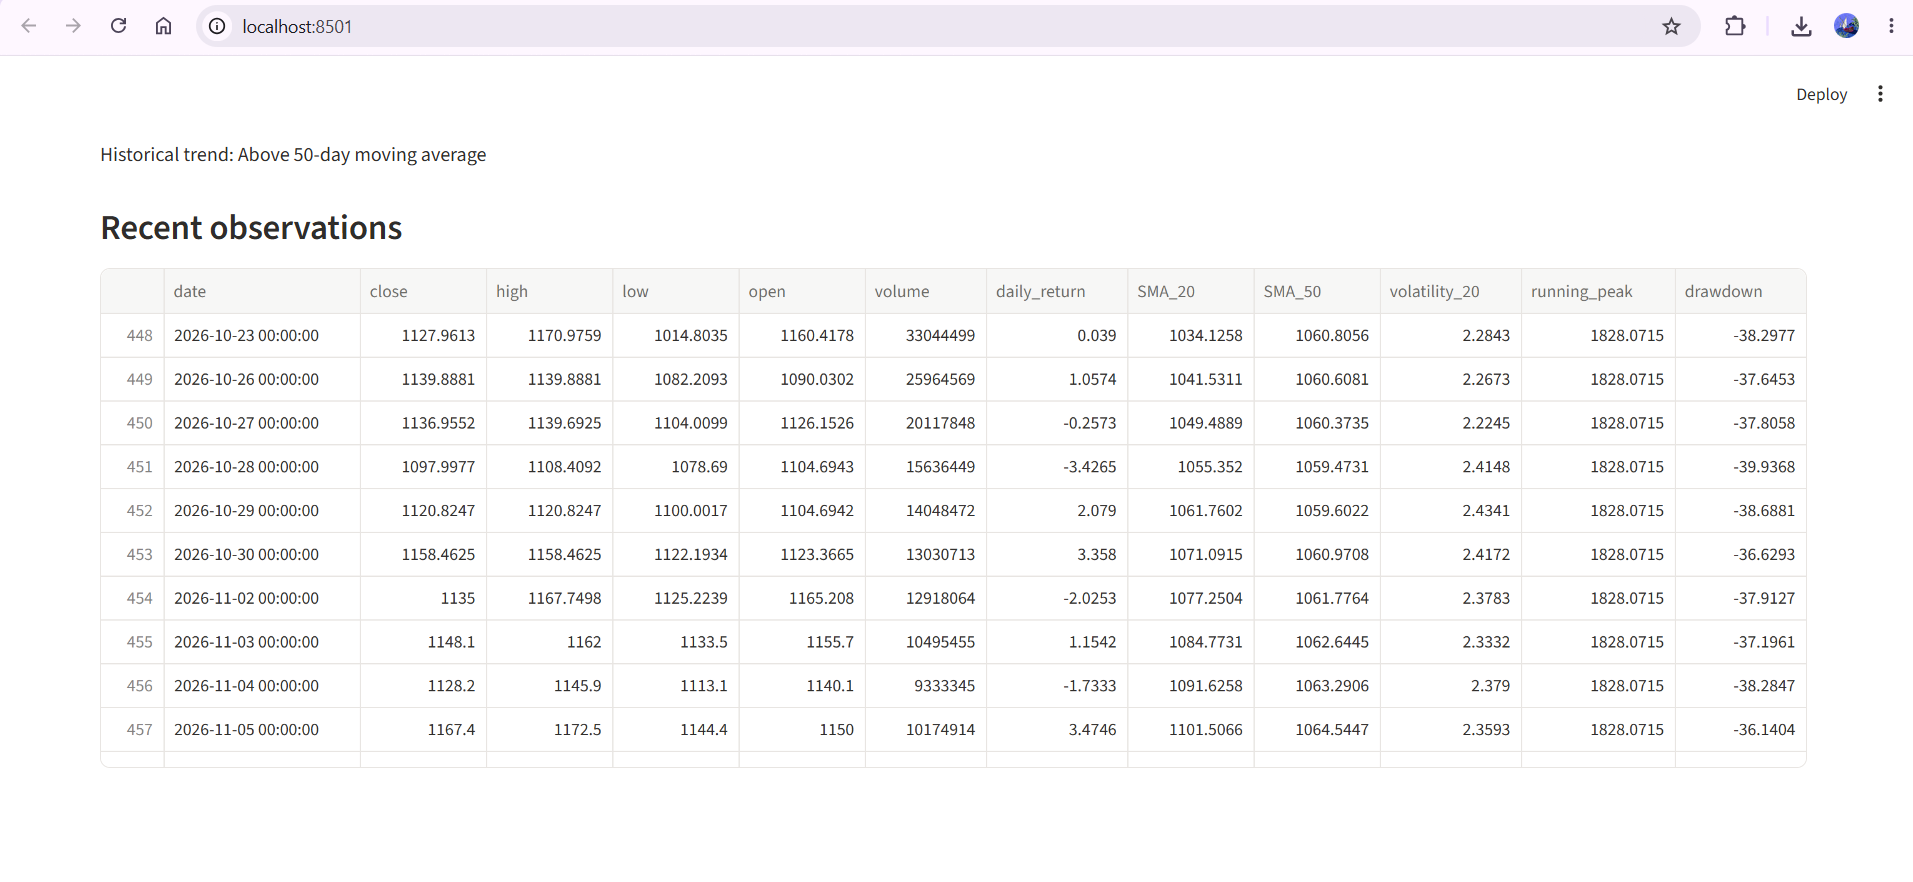 localhost:8501
Deploy
Historical trend: Above 50-day moving average
Recent observations
date close high low open volume daily_return SMA_20 SMA_50 volatility_20 running_peak drawdown
448 2026-10-23 00:00:00 1127.9613 1170.9759 1014.8035 1160.4178 33044499 0.039 1034.1258 1060.8056 2.2843 1828.0715 -38.2977
449 2026-10-26 00:00:00 1139.8881 1139.8881 1082.2093 1090.0302 25964569 1.0574 1041.5311 1060.6081 2.2673 1828.0715 -37.6453
450 2026-10-27 00:00:00 1136.9552 1139.6925 1104.0099 1126.1526 20117848 -0.2573 1049.4889 1060.3735 2.2245 1828.0715 -37.8058
451 2026-10-28 00:00:00 1097.9977 1108.4092 1078.69 1104.6943 15636449 -3.4265 1055.352 1059.4731 2.4148 1828.0715 -39.9368
452 2026-10-29 00:00:00 1120.8247 1120.8247 1100.0017 1104.6942 14048472 2.079 1061.7602 1059.6022 2.4341 1828.0715 -38.6881
453 2026-10-30 00:00:00 1158.4625 1158.4625 1122.1934 1123.3665 13030713 3.358 1071.0915 1060.9708 2.4172 1828.0715 -36.6293
454 2026-11-02 00:00:00 1135 1167.7498 1125.2239 1165.208 12918064 -2.0253 1077.2504 1061.7764 2.3783 1828.0715 -37.9127
455 2026-11-03 00:00:00 1148.1 1162 1133.5 1155.7 10495455 1.1542 1084.7731 1062.6445 2.3332 1828.0715 -37.1961
456 2026-11-04 00:00:00 1128.2 1145.9 1113.1 1140.1 9333345 -1.7333 1091.6258 1063.2906 2.379 1828.0715 -38.2847
457 2026-11-05 00:00:00 1167.4 1172.5 1144.4 1150 10174914 3.4746 1101.5066 1064.5447 2.3593 1828.0715 -36.1404